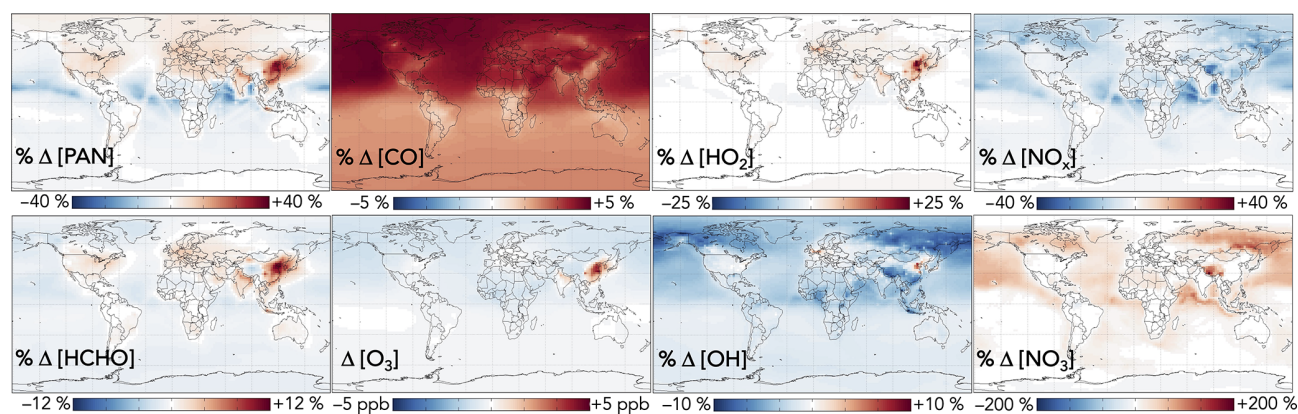 % Δ [PAN]
% Δ [CO]
% Δ [HO₂]
% Δ [NOₓ]
−40 % +40 %
−5 % +5 %
−25 % +25 %
−40 % +40 %
% Δ [HCHO]
Δ [O₃]
% Δ [OH]
% Δ [NO₃]
−12 % +12 %
−5 ppb +5 ppb
−10 % +10 %
−200 % +200 %